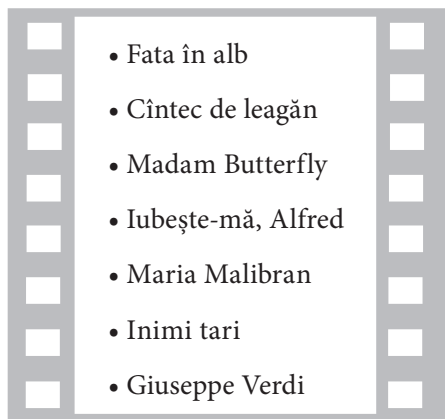 • Fata în alb
• Cîntec de leagăn
• Madam Butterfly
• Iubește-mă, Alfred
• Maria Malibran
• Inimi tari
• Giuseppe Verdi